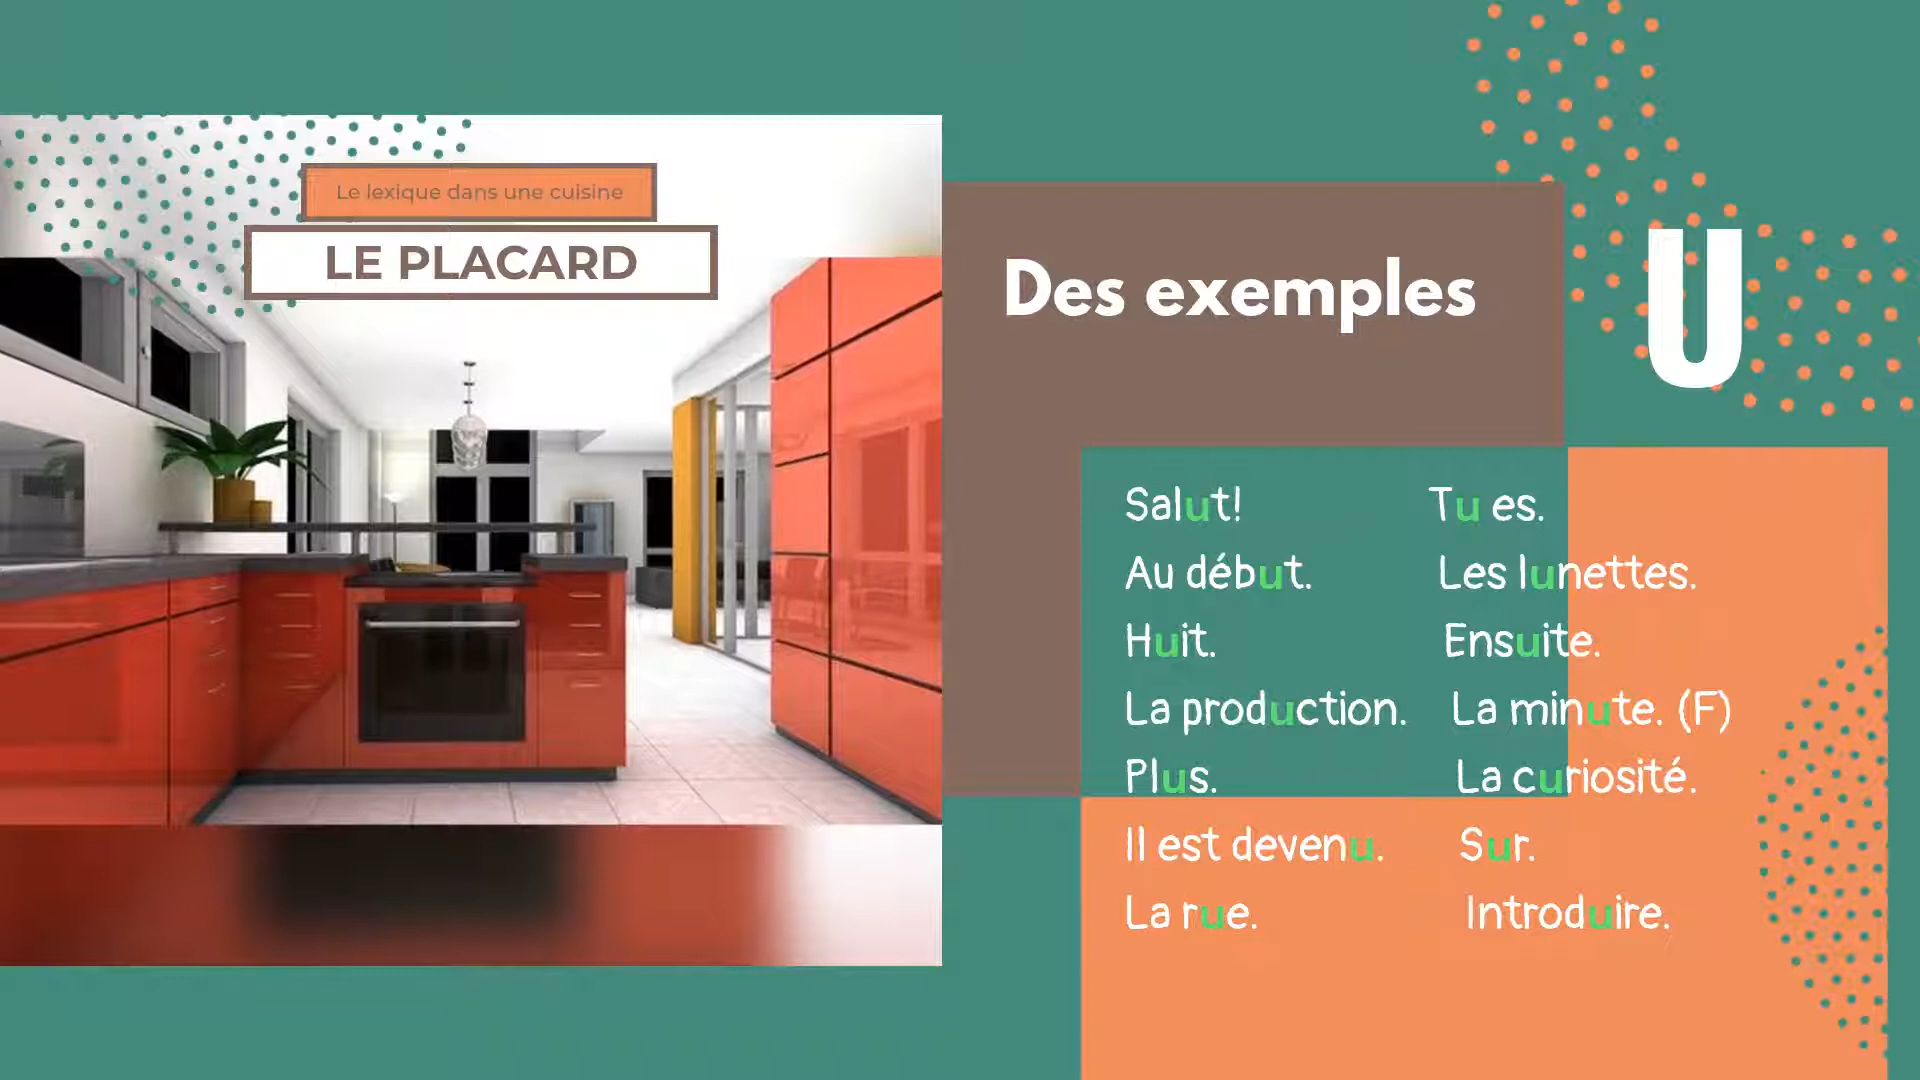 Le lexique dans une cuisine
LE PLACARD
Des exemples
U
Salut!
Au début.
Huit.
La production.
Plus.
Il est devenu.
La rue.
Tu es.
Les lunettes.
Ensuite.
La minute. (F)
La curiosité.
Sur.
Introduire.